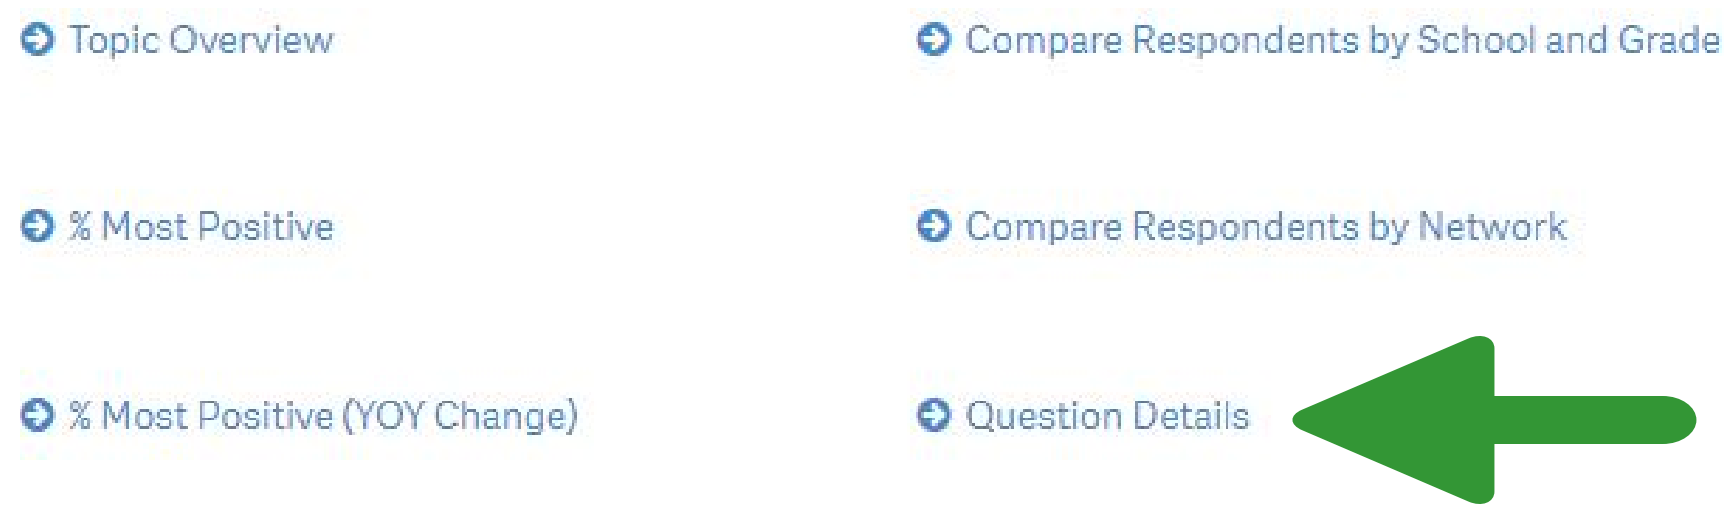 Topic Overview
Compare Respondents by School and Grade
% Most Positive
Compare Respondents by Network
% Most Positive (YOY Change)
Question Details